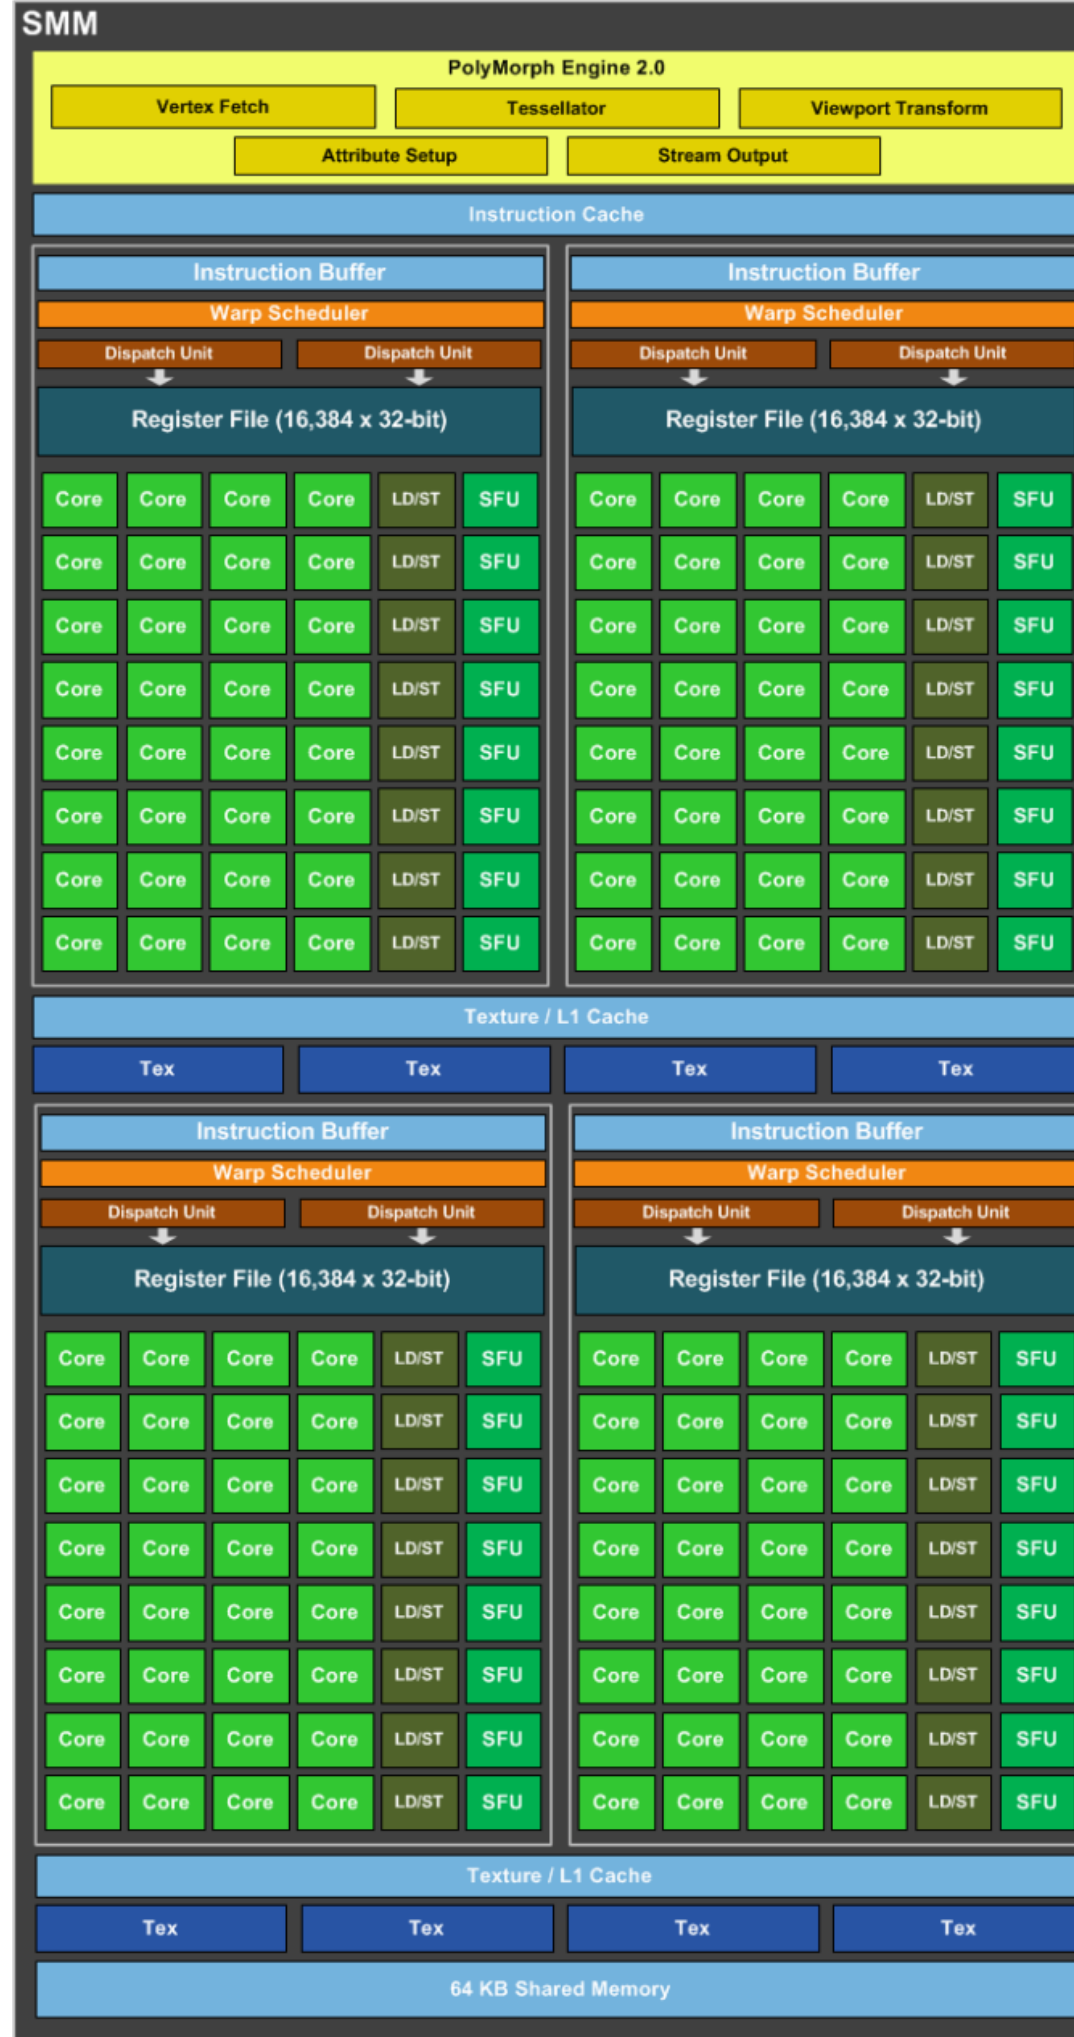 SMM
PolyMorph Engine 2.0
Vertex Fetch Tessellator Viewport Transform
Attribute Setup Stream Output
Instruction Cache
Instruction Buffer Instruction Buffer
Warp Scheduler Warp Scheduler
Dispatch Unit Dispatch Unit Dispatch Unit Dispatch Unit
Register File (16,384 x 32-bit) Register File (16,384 x 32-bit)
Core Core Core Core LD/ST SFU Core Core Core Core LD/ST SFU
Core Core Core Core LD/ST SFU Core Core Core Core LD/ST SFU
Core Core Core Core LD/ST SFU Core Core Core Core LD/ST SFU
Core Core Core Core LD/ST SFU Core Core Core Core LD/ST SFU
Core Core Core Core LD/ST SFU Core Core Core Core LD/ST SFU
Core Core Core Core LD/ST SFU Core Core Core Core LD/ST SFU
Core Core Core Core LD/ST SFU Core Core Core Core LD/ST SFU
Core Core Core Core LD/ST SFU Core Core Core Core LD/ST SFU
Texture / L1 Cache
Tex Tex Tex Tex
Instruction Buffer Instruction Buffer
Warp Scheduler Warp Scheduler
Dispatch Unit Dispatch Unit Dispatch Unit Dispatch Unit
Register File (16,384 x 32-bit) Register File (16,384 x 32-bit)
Core Core Core Core LD/ST SFU Core Core Core Core LD/ST SFU
Core Core Core Core LD/ST SFU Core Core Core Core LD/ST SFU
Core Core Core Core LD/ST SFU Core Core Core Core LD/ST SFU
Core Core Core Core LD/ST SFU Core Core Core Core LD/ST SFU
Core Core Core Core LD/ST SFU Core Core Core Core LD/ST SFU
Core Core Core Core LD/ST SFU Core Core Core Core LD/ST SFU
Core Core Core Core LD/ST SFU Core Core Core Core LD/ST SFU
Core Core Core Core LD/ST SFU Core Core Core Core LD/ST SFU
Texture / L1 Cache
Tex Tex Tex Tex
64 KB Shared Memory